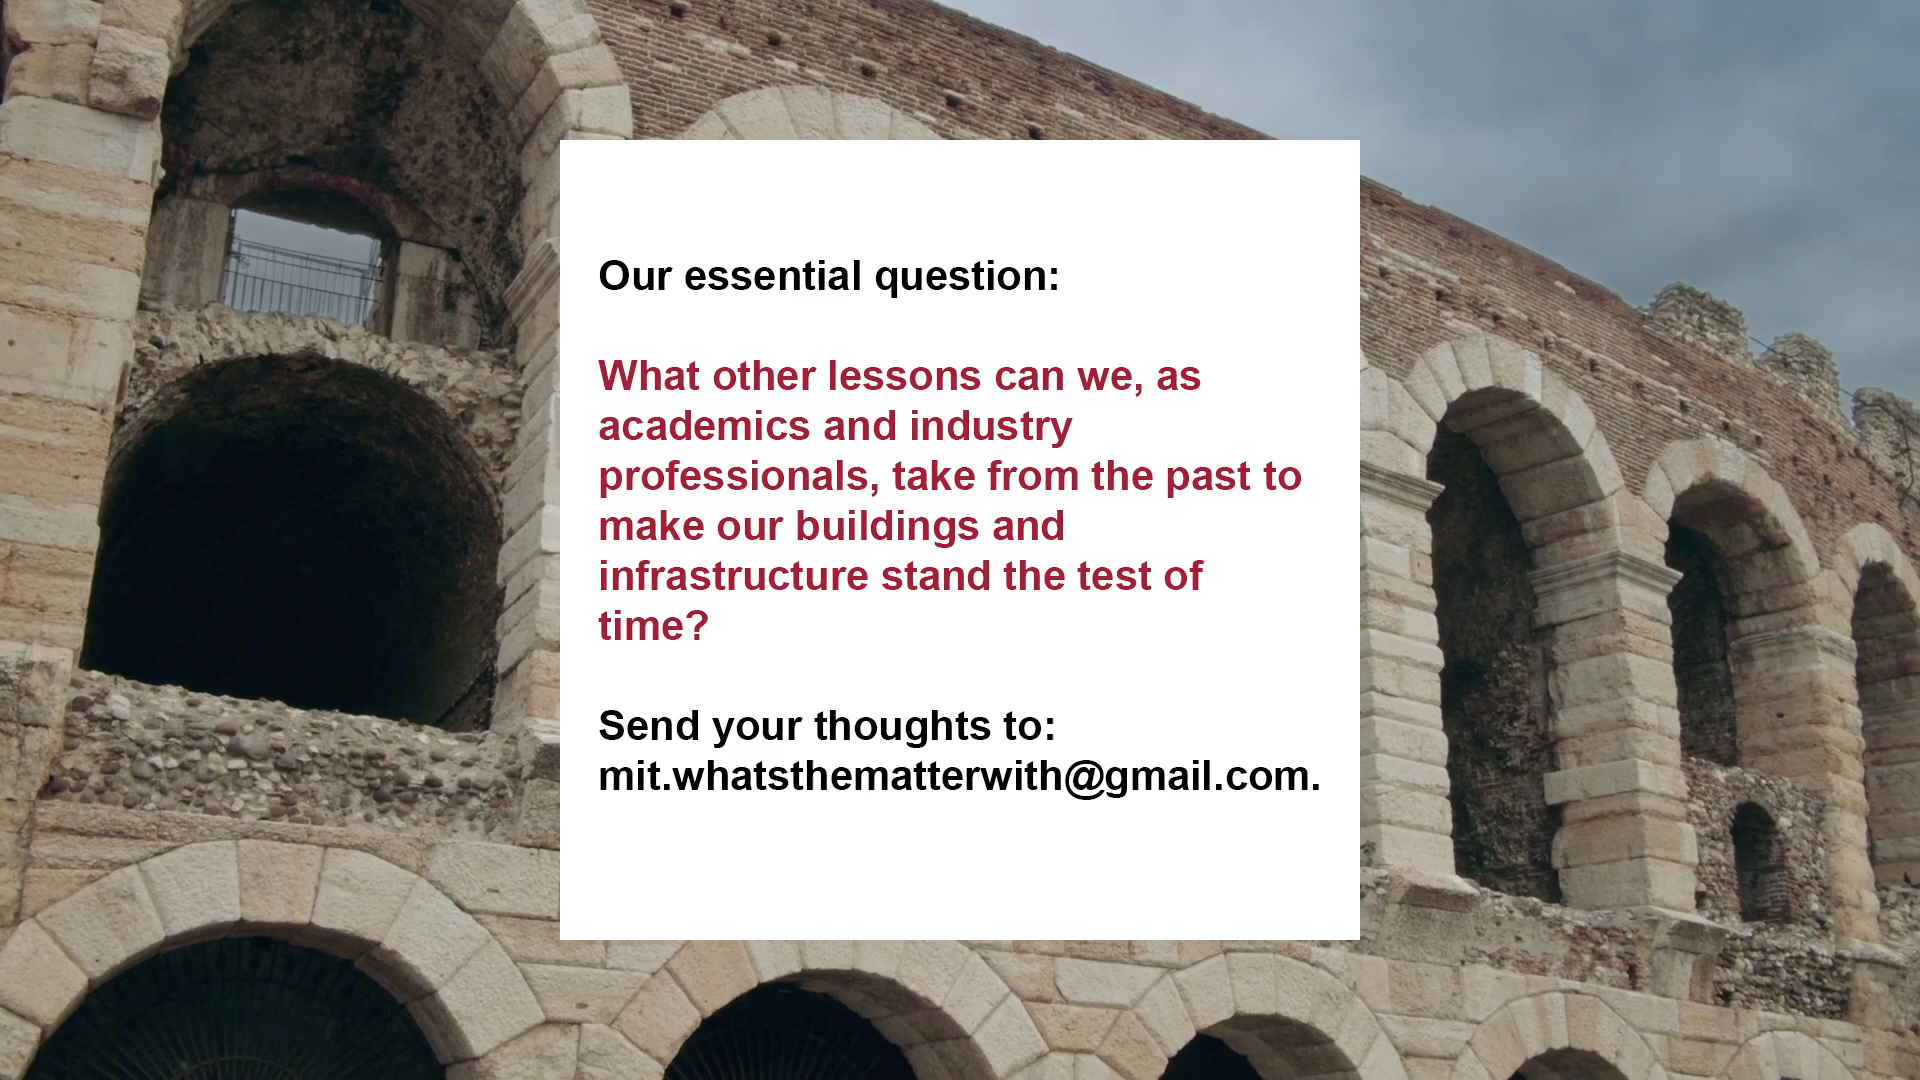 Our essential question:
What other lessons can we, as
academics and industry
professionals, take from the past to
make our buildings and
infrastructure stand the test of
time?
Send your thoughts to:
mit.whatsthematterwith@gmail.com.